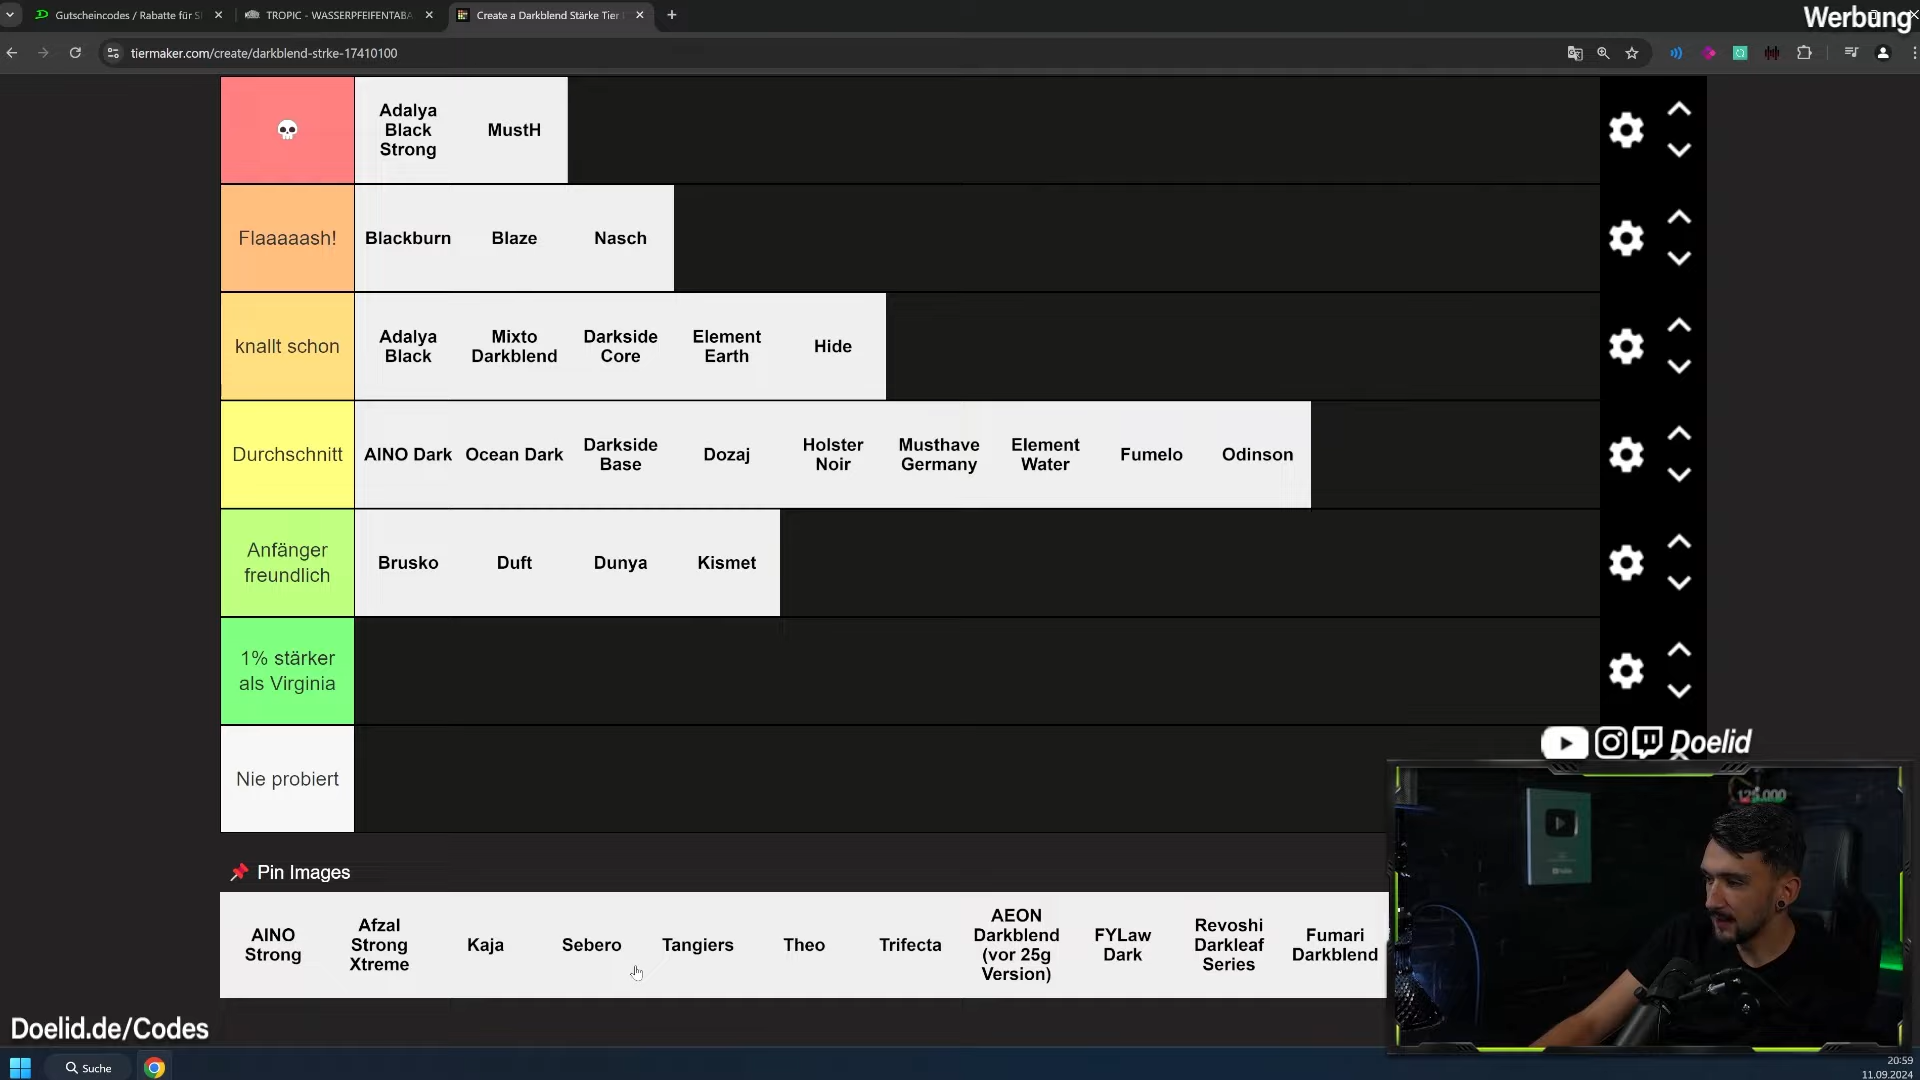 Gutscheincodes / Rabatte für S
TROPIC - WASSERPFEIFENTABA
Create a Darkblend Stärke Tier
Werbung
tiermaker.com/create/darkblend-strke-17410100
Adalya
Black
Strong
MustH
Flaaaaash!
Blackburn
Blaze
Nasch
knallt schon
Adalya
Black
Mixto
Darkblend
Darkside
Core
Element
Earth
Hide
Durchschnitt
AINO Dark
Ocean Dark
Darkside
Base
Dozaj
Holster
Noir
Musthave
Germany
Element
Water
Fumelo
Odinson
Anfänger
freundlich
Brusko
Duft
Dunya
Kismet
1% stärker
als Virginia
Nie probiert
Doelid
125.000
Pin Images
AINO
Strong
Afzal
Strong
Xtreme
Kaja
Sebero
Tangiers
Theo
Trifecta
AEON
Darkblend
(vor 25g
Version)
FYLaw
Dark
Revoshi
Darkleaf
Series
Fumari
Darkblend
Doelid.de/Codes
Suche
20:59
11.09.2024